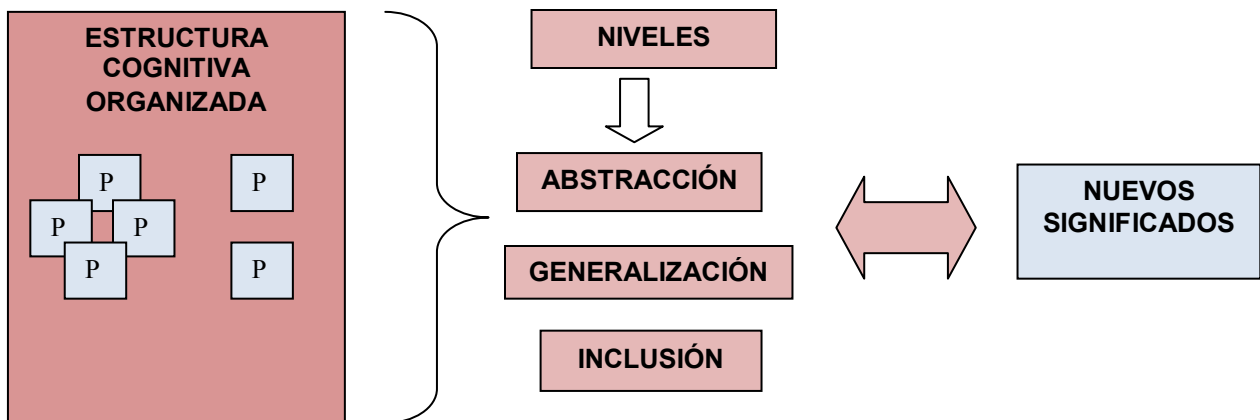 ESTRUCTURA
COGNITIVA
ORGANIZADA
P
P
P
P
P
P
NIVELES
ABSTRACCIÓN
GENERALIZACIÓN
INCLUSIÓN
NUEVOS
SIGNIFICADOS